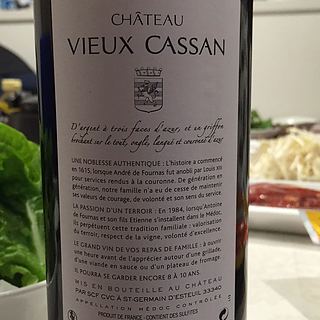 CHÂTEAU
VIEUX CASSAN
D'argent à trois faces d'azur, et un griffon
brochant sur le tout, onglé, langué et couronné d'azur
UNE NOBLESSE AUTHENTIQUE : L'histoire a commencé
en 1615, lorsque André de Fournas fut anobli par Louis XIII
pour services rendus à la couronne. De génération en
génération, notre famille n'a eu de cesse de maintenir
ses valeurs de courage, de volonté et son sens du service.
LA PASSION D'UN TERROIR : En 1984, lorsqu'Antoine
de Fournas et son fils Etienne s'installent dans le Médoc,
ils perpétuent cette tradition familiale : valorisation
du terroir, respect de la vigne, volonté d'excellence.
LE GRAND VIN DE VOS REPAS DE FAMILLE : à ouvrir
une heure avant de l'apprécier autour d'une grillade,
d'une viande en sauce ou d'un plateau de fromage.
IL POURRA SE GARDER ENCORE 8 À 10 ANS.
MIS EN BOUTEILLE AU CHÂTEAU
PAR SCF CVC À ST-GERMAIN D'ESTEUIL 33340
APPELLATION MÉDOC CONTRÔLÉE
PRODUIT DE FRANCE - CONTIENT DES SULFITES